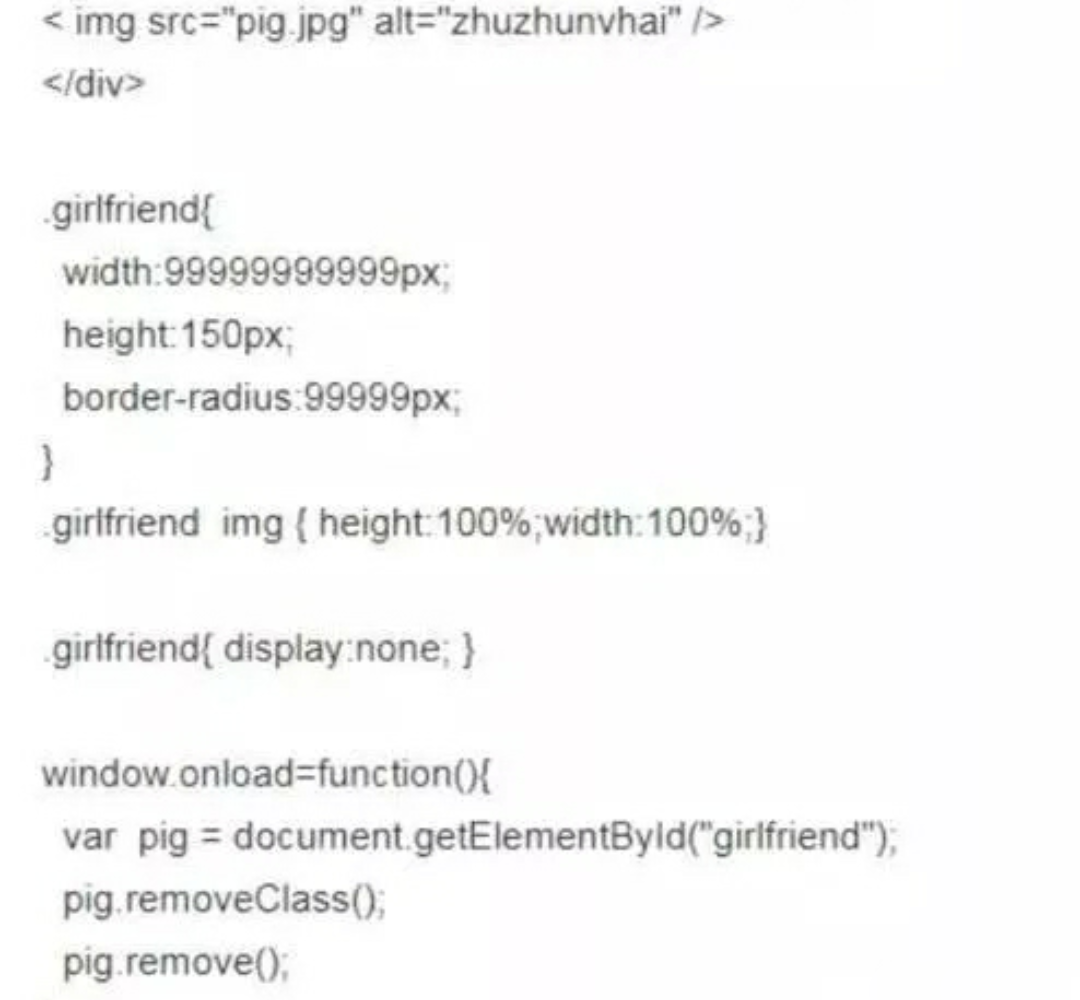 < img src="pig.jpg" alt="zhuzhunvhai" />
</div>
.girlfriend{
width:99999999999px;
height:150px;
border-radius:99999px;
}
.girlfriend img { height:100%;width:100%;}
.girlfriend{ display:none; }
window.onload=function(){
var pig = document.getElementById("girlfriend");
pig.removeClass();
pig.remove();